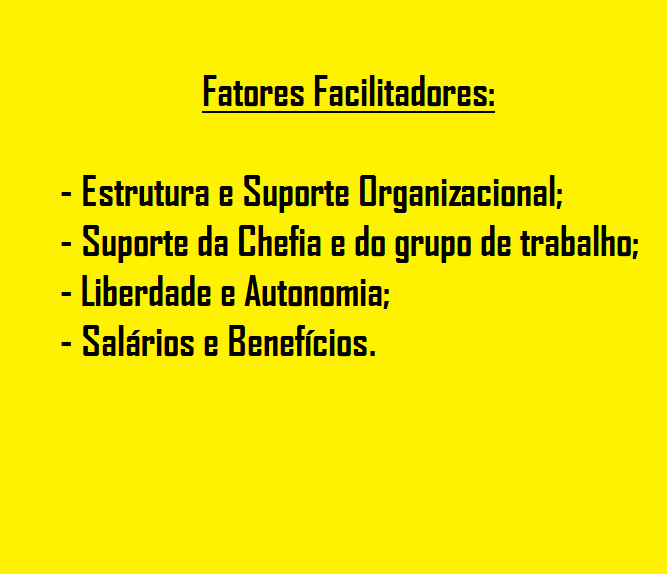 Fatores Facilitadores:
- Estrutura e Suporte Organizacional;
- Suporte da Chefia e do grupo de trabalho;
- Liberdade e Autonomia;
- Salários e Benefícios.